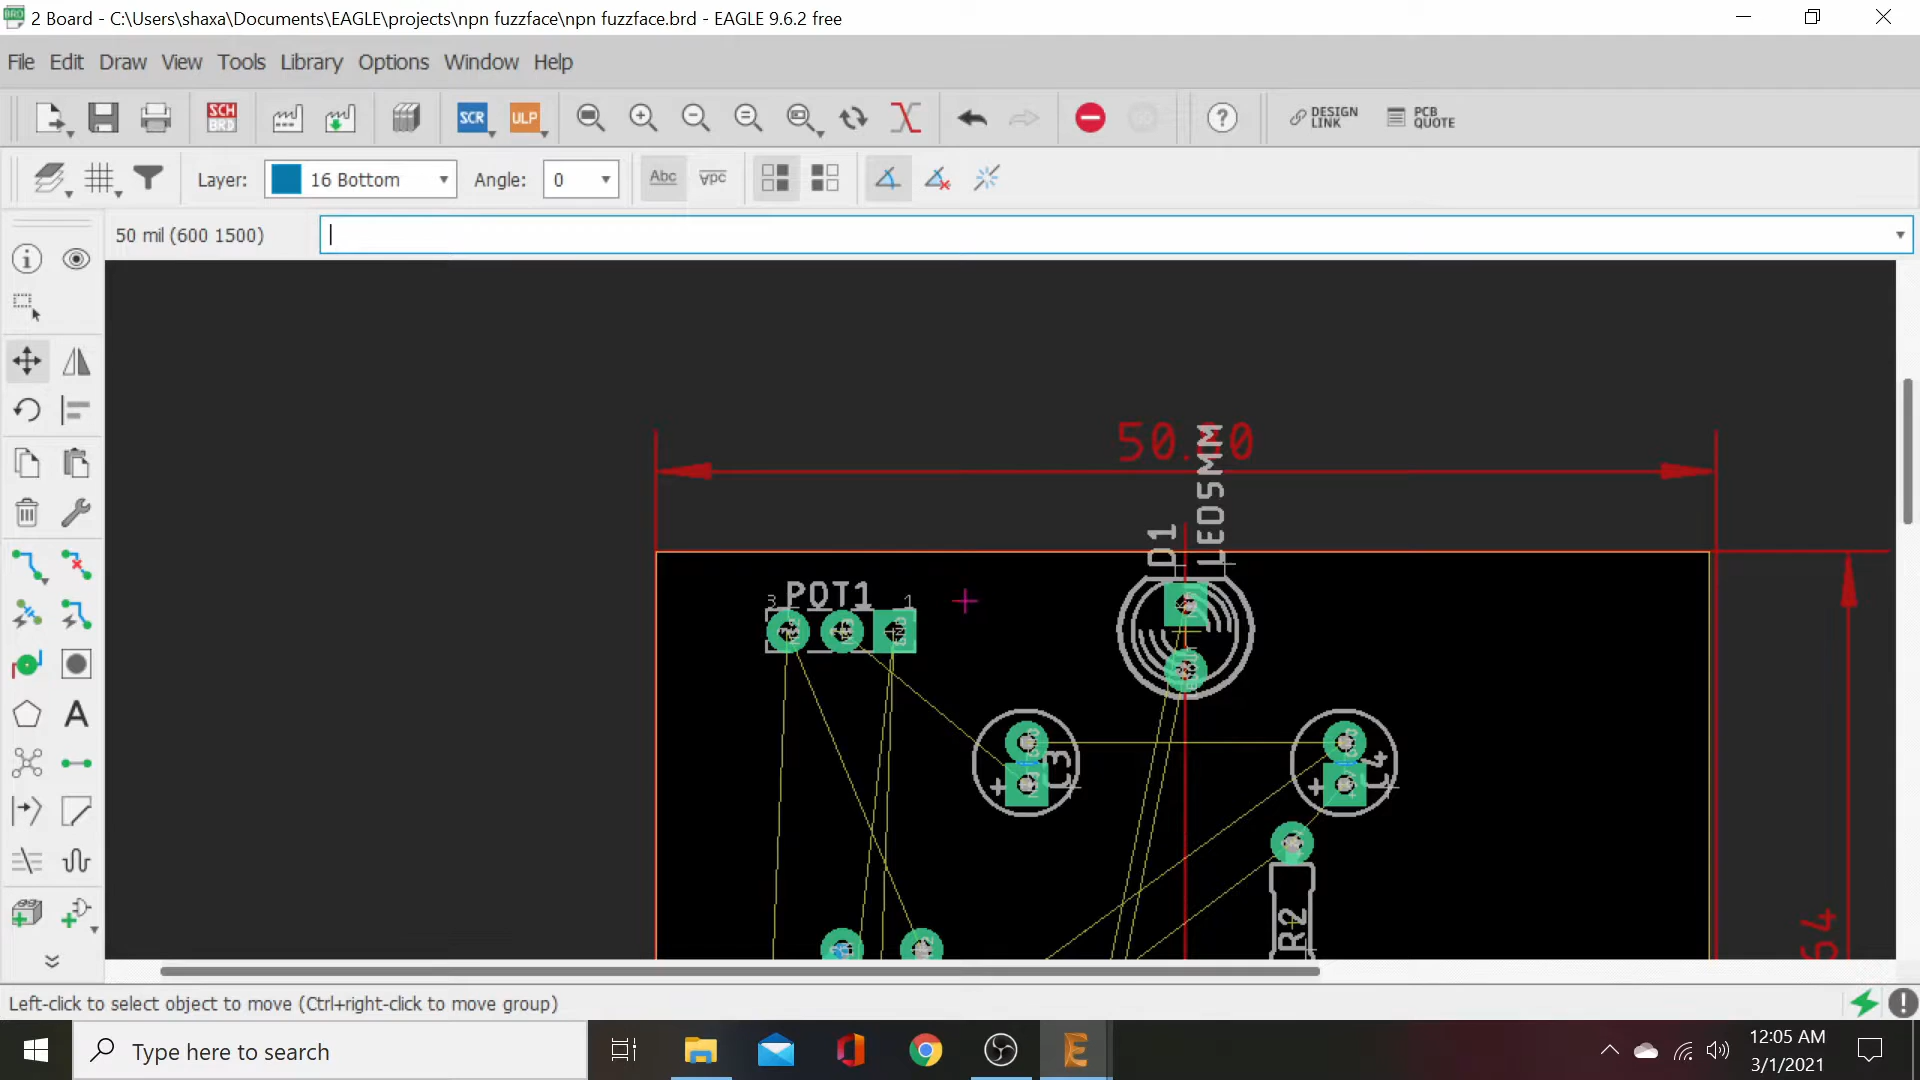 2 Board - C:\Users\shaxa\Documents\EAGLE\projects\npn fuzzface\npn fuzzface.brd - EAGLE 9.6.2 free
File Edit Draw View Tools Library Options Window Help
SCH BRD SCR ULP DESIGN LINK PCB QUOTE
Layer: 16 Bottom Angle: 0 Abc Abc
50 mil (600 1500)
50.80
LED5MM
D1
POT1
3 1
C3
C4
R2
64
Left-click to select object to move (Ctrl+right-click to move group)
Type here to search
12:05 AM
3/1/2021